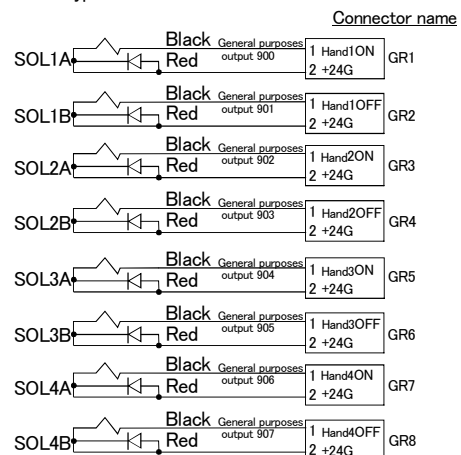 Connector name
SOL1A Black General purposes output 900 1 Hand1ON GR1
Red 2 +24G
SOL1B Black General purposes output 901 1 Hand1OFF GR2
Red 2 +24G
SOL2A Black General purposes output 902 1 Hand2ON GR3
Red 2 +24G
SOL2B Black General purposes output 903 1 Hand2OFF GR4
Red 2 +24G
SOL3A Black General purposes output 904 1 Hand3ON GR5
Red 2 +24G
SOL3B Black General purposes output 905 1 Hand3OFF GR6
Red 2 +24G
SOL4A Black General purposes output 906 1 Hand4ON GR7
Red 2 +24G
SOL4B Black General purposes output 907 1 Hand4OFF GR8
Red 2 +24G